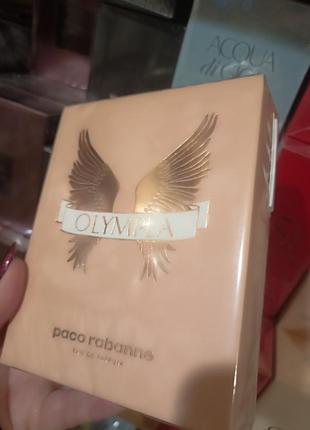 ACQUA
di GIO
OLYMPEA
paco rabanne
EAU DE PARFUM